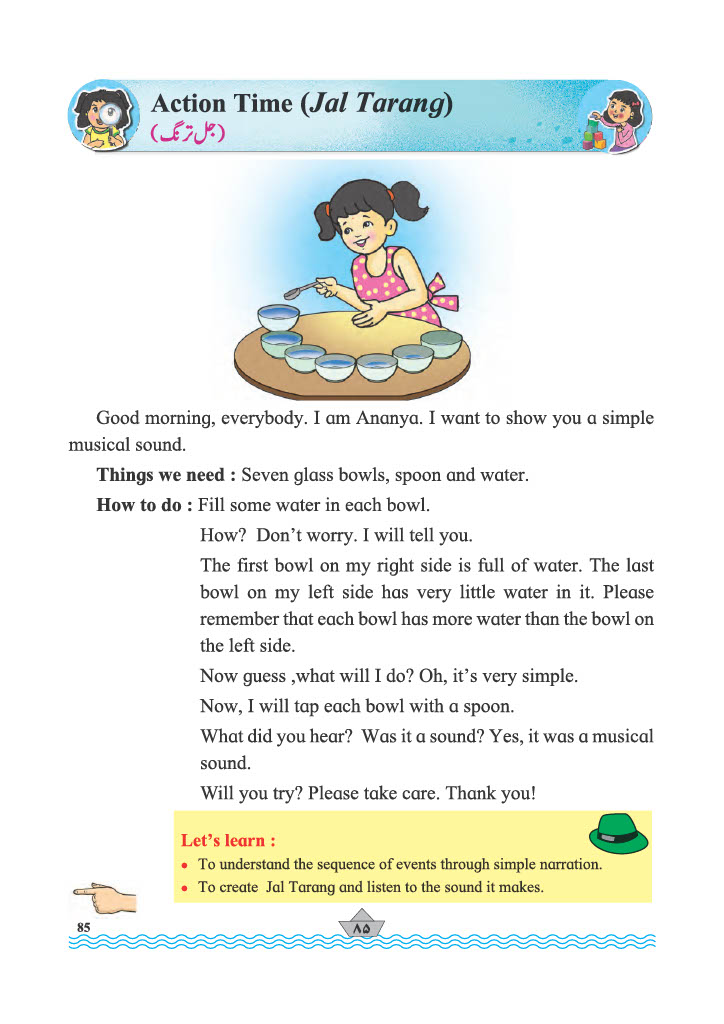 Action Time (Jal Tarang)
(جل ترنگ)
Good morning, everybody. I am Ananya. I want to show you a simple
musical sound.
Things we need : Seven glass bowls, spoon and water.
How to do : Fill some water in each bowl.
How? Don't worry. I will tell you.
The first bowl on my right side is full of water. The last
bowl on my left side has very little water in it. Please
remember that each bowl has more water than the bowl on
the left side.
Now guess ,what will I do? Oh, it's very simple.
Now, I will tap each bowl with a spoon.
What did you hear? Was it a sound? Yes, it was a musical
sound.
Will you try? Please take care. Thank you!
Let's learn :
• To understand the sequence of events through simple narration.
• To create Jal Tarang and listen to the sound it makes.
85
۸۵